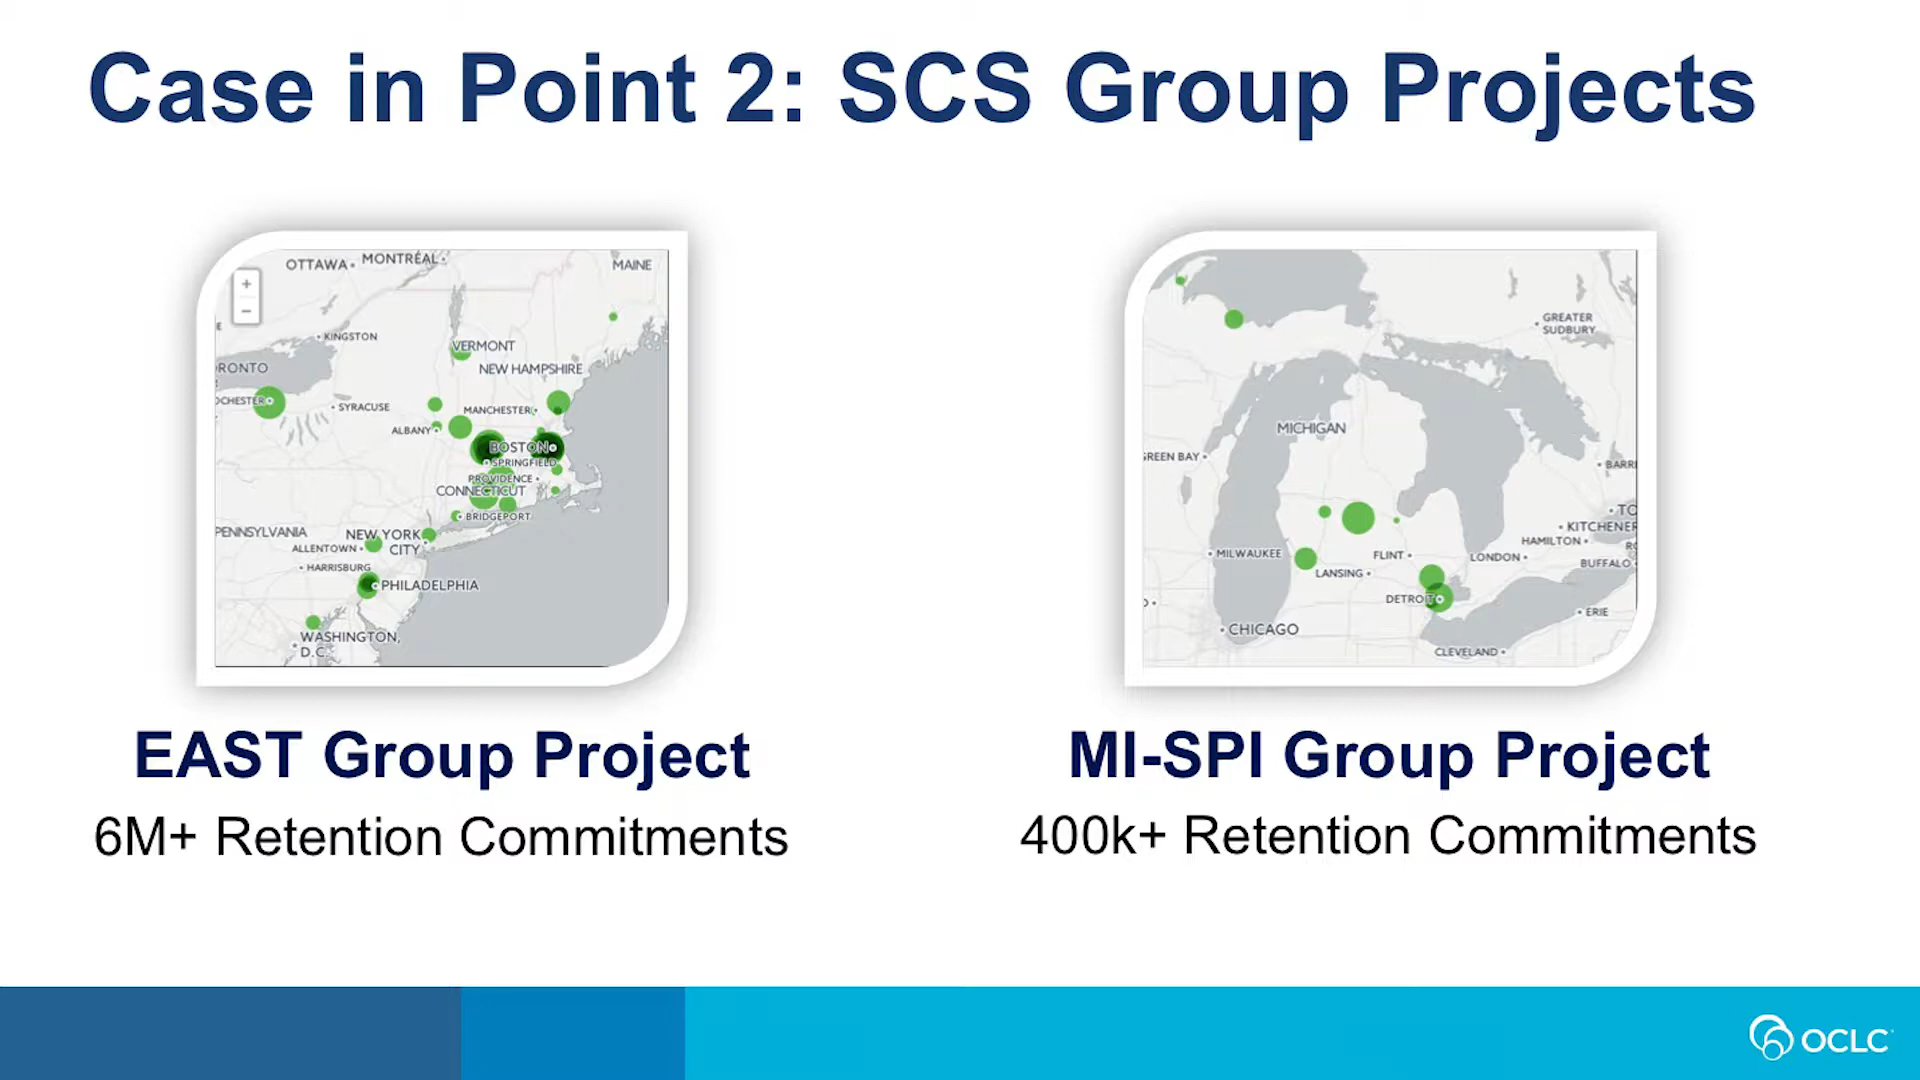 Case in Point 2: SCS Group Projects
OTTAWA
MONTRÉAL
MAINE
+
−
KINGSTON
VERMONT
NEW HAMPSHIRE
RONTO
OCHESTER
SYRACUSE
MANCHESTER
ALBANY
BOSTON
SPRINGFIELD
PROVIDENCE
CONNECTICUT
BRIDGEPORT
PENNSYLVANIA
NEW YORK
CITY
ALLENTOWN
HARRISBURG
PHILADELPHIA
WASHINGTON,
D.C.
GREATER
SUDBURY
MICHIGAN
GREEN BAY
BARRI
TO
KITCHENER
HAMILTON
MILWAUKEE
FLINT
LONDON
BUFFALO
LANSING
DETROIT
ERIE
CHICAGO
CLEVELAND
EAST Group Project
6M+ Retention Commitments
MI-SPI Group Project
400k+ Retention Commitments
OCLC